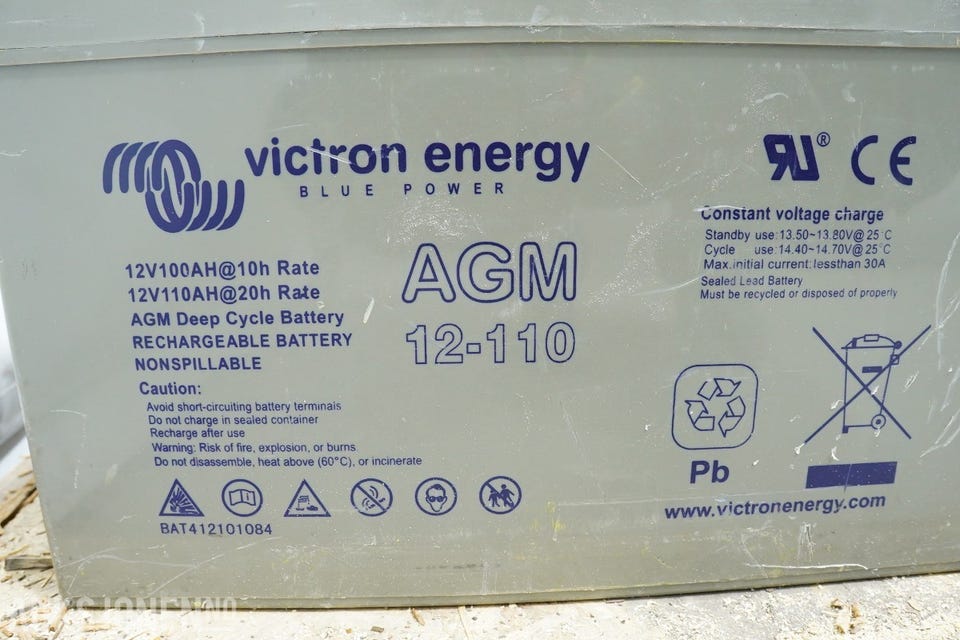 victron energy
BLUE POWER
RU® CE
Constant voltage charge
Standby use:13.50~13.80V@25°C
Cycle use:14.40~14.70V@25°C
Max.initial current:lessthan 30A
Sealed Lead Battery
Must be recycled or disposed of properly
12V100AH@10h Rate
12V110AH@20h Rate
AGM Deep Cycle Battery
RECHARGEABLE BATTERY
NONSPILLABLE
AGM
12-110
Caution:
Avoid short-circuiting battery terminals
Do not charge in sealed container
Recharge after use
Warning: Risk of fire, explosion, or burns
Do not disassemble, heat above (60°C), or incinerate
BAT412101084
Pb
www.victronenergy.com